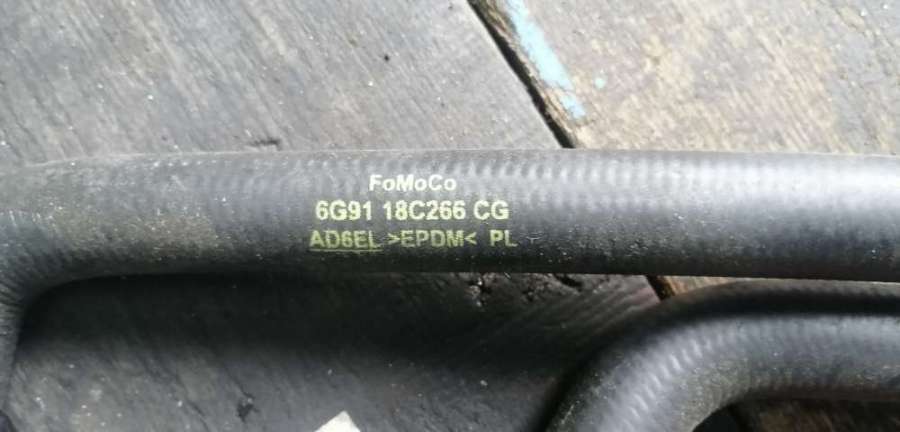 FoMoCo
6G91 18C266 CG
AD6EL >EPDM< PL